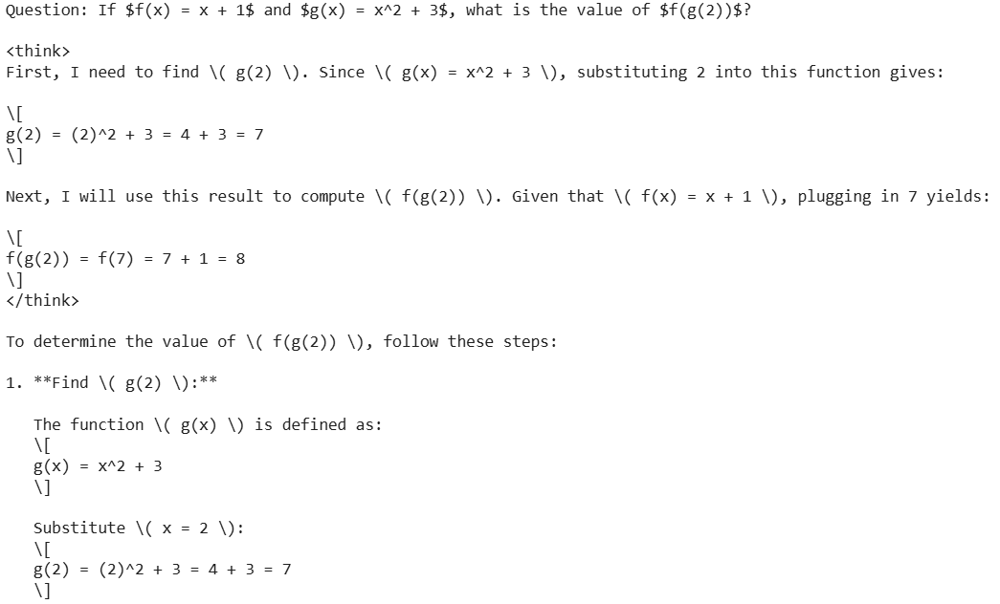 Question: If $f(x) = x + 1$ and $g(x) = x^2 + 3$, what is the value of $f(g(2))$?
<think>
First, I need to find \( g(2) \). Since \( g(x) = x^2 + 3 \), substituting 2 into this function gives:
\[
g(2) = (2)^2 + 3 = 4 + 3 = 7
\]
Next, I will use this result to compute \( f(g(2)) \). Given that \( f(x) = x + 1 \), plugging in 7 yields:
\[
f(g(2)) = f(7) = 7 + 1 = 8
\]
</think>
To determine the value of \( f(g(2)) \), follow these steps:
1. **Find \( g(2) \):**
The function \( g(x) \) is defined as:
\[
g(x) = x^2 + 3
\]
Substitute \( x = 2 \):
\[
g(2) = (2)^2 + 3 = 4 + 3 = 7
\]